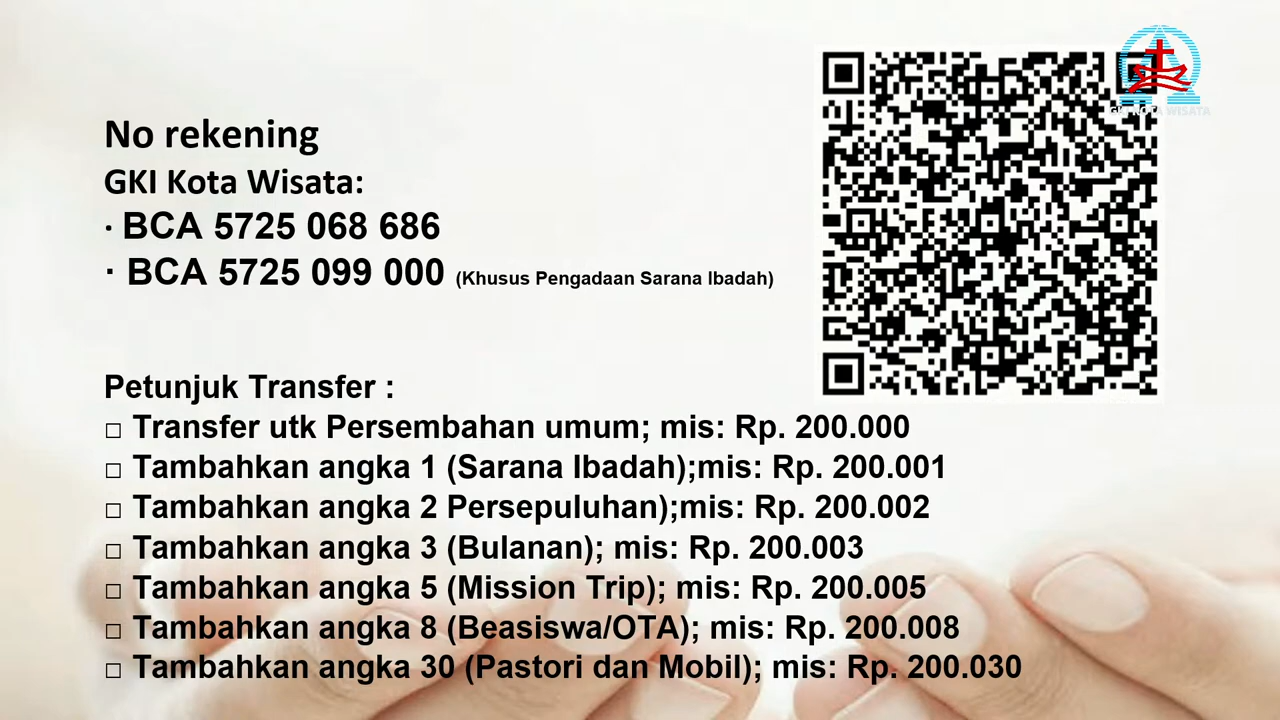 No rekening
GKI Kota Wisata:
· BCA 5725 068 686
· BCA 5725 099 000 (Khusus Pengadaan Sarana Ibadah)
Petunjuk Transfer :
□ Transfer utk Persembahan umum; mis: Rp. 200.000
□ Tambahkan angka 1 (Sarana Ibadah);mis: Rp. 200.001
□ Tambahkan angka 2 Persepuluhan);mis: Rp. 200.002
□ Tambahkan angka 3 (Bulanan); mis: Rp. 200.003
□ Tambahkan angka 5 (Mission Trip); mis: Rp. 200.005
□ Tambahkan angka 8 (Beasiswa/OTA); mis: Rp. 200.008
□ Tambahkan angka 30 (Pastori dan Mobil); mis: Rp. 200.030
GKI KOTA WISATA